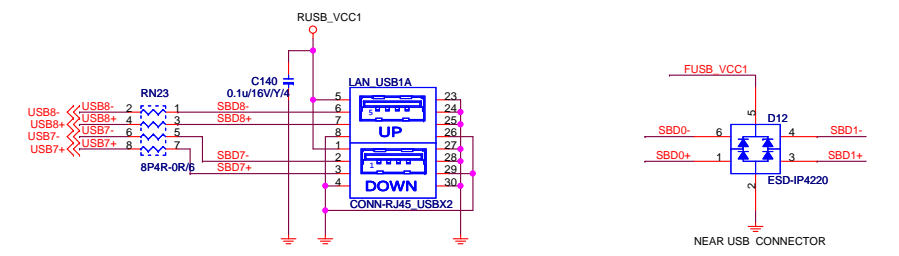 RUSB_VCC1
C140
0.1u/16V/Y/4
RN23
USB8- USB8- 2 1 SBD8-
USB8+ USB8+ 4 3 SBD8+
USB7- USB7- 6 5
USB7+ USB7+ 8 7
8P4R-0R/6
SBD7-
SBD7+
LAN_USB1A
5 23
6 5 24
7 25
8 UP 26
1 27
2 1 28
3 29
4 DOWN 30
CONN-RJ45_USBX2
FUSB_VCC1
5
D12
SBD0- 6 4 SBD1-
SBD0+ 1 3 SBD1+
2
ESD-IP4220
NEAR USB CONNECTOR